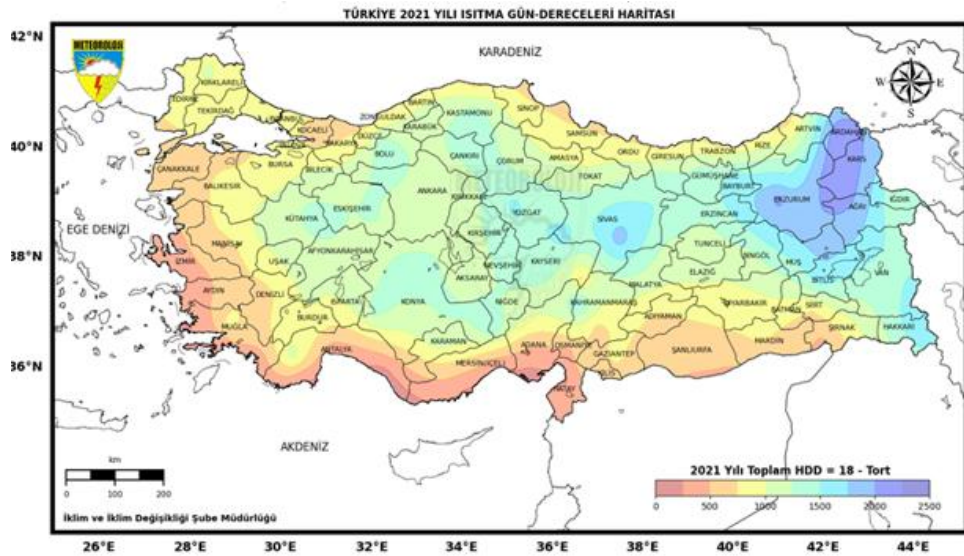 TÜRKİYE 2021 YILI ISITMA GÜN-DERECELERİ HARİTASI
42°N
METEOROLOJİ
KARADENİZ
N
W E
S
KIRKLARELİ
EDİRNE
TEKİRDAĞ
İSTANBUL
KOCAELİ
SAKARYA
DÜZCE
ZONGULDAK
BARTIN
KARABÜK
KASTAMONU
SİNOP
SAMSUN
ORDU
GİRESUN
TRABZON
RİZE
ARTVİN
ARDAHAN
KARS
40°N
ÇANAKKALE
BALIKESİR
BURSA
BİLECİK
BOLU
ÇANKIRI
ÇORUM
AMASYA
TOKAT
GÜMÜŞHANE
BAYBURT
ERZURUM
AĞRI
IĞDIR
KÜTAHYA
ESKİŞEHİR
ANKARA
KIRIKKALE
YOZGAT
SİVAS
ERZİNCAN
EGE DENİZİ
MANİSA
UŞAK
AFYONKARAHİSAR
KIRŞEHİR
NEVŞEHİR
KAYSERİ
TUNCELİ
BİNGÖL
MUŞ
BİTLİS
VAN
38°N
İZMİR
AYDIN
DENİZLİ
ISPARTA
BURDUR
KONYA
AKSARAY
NİĞDE
KAHRAMANMARAŞ
MALATYA
ELAZIĞ
DİYARBAKIR
BATMAN
SİİRT
ŞIRNAK
HAKKARİ
MUĞLA
ANTALYA
KARAMAN
MERSİN(İÇEL)
ADANA
OSMANİYE
GAZİANTEP
KİLİS
ADIYAMAN
ŞANLIURFA
MARDİN
HATAY
36°N
AKDENİZ
km
0 100 200
2021 Yılı Toplam HDD = 18 - Tort
0 500 1000 1500 2000 2500
İklim ve İklim Değişikliği Şube Müdürlüğü
26°E 28°E 30°E 32°E 34°E 36°E 38°E 40°E 42°E 44°E